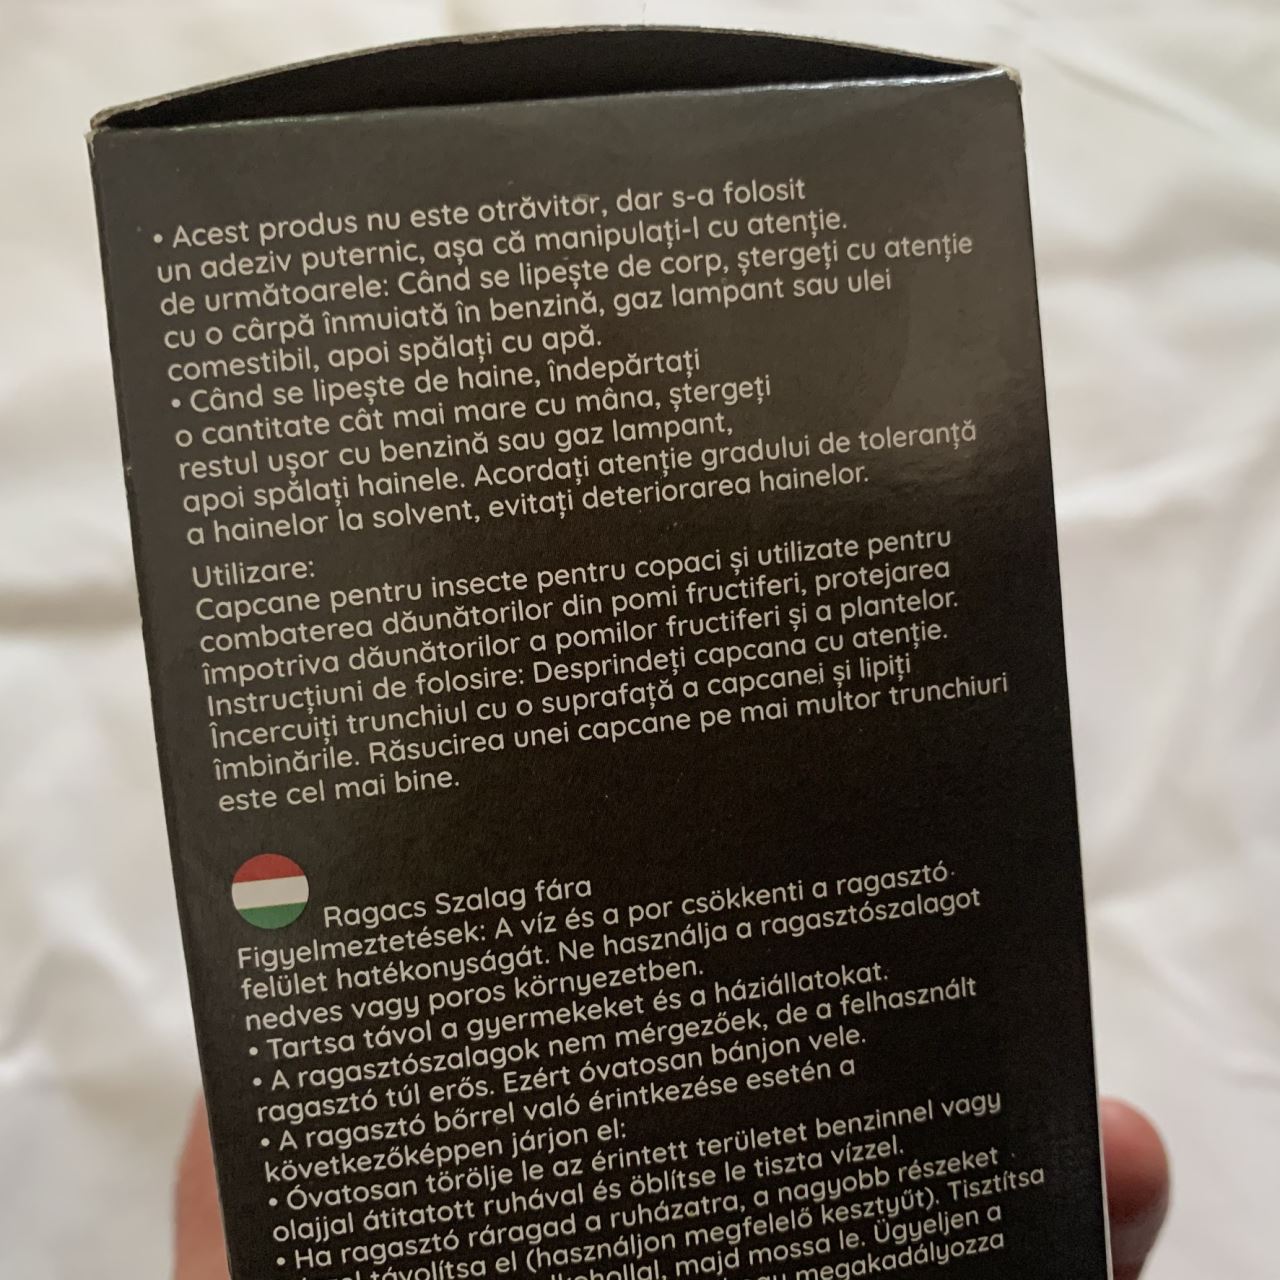 • Acest produs nu este otrăvitor, dar s-a folosit
un adeziv puternic, așa că manipulați-l cu atenție.
de următoarele: Când se lipește de corp, ștergeți cu atenție
cu o cârpă înmuiată în benzină, gaz lampant sau ulei
comestibil, apoi spălați cu apă.
• Când se lipește de haine, îndepărtați
o cantitate cât mai mare cu mâna, ștergeți
restul ușor cu benzină sau gaz lampant,
apoi spălați hainele. Acordați atenție gradului de toleranță
a hainelor la solvent, evitați deteriorarea hainelor.
Utilizare:
Capcane pentru insecte pentru copaci și utilizate pentru
combaterea dăunătorilor din pomi fructiferi, protejarea
împotriva dăunătorilor a pomilor fructiferi și a plantelor.
Instrucțiuni de folosire: Desprindeți capcana cu atenție.
Încercuiți trunchiul cu o suprafață a capcanei și lipiți
îmbinările. Răsucirea unei capcane pe mai multor trunchiuri
este cel mai bine.
Ragacs Szalag fára
Figyelmeztetések: A víz és a por csökkenti a ragasztó
felület hatékonyságát. Ne használja a ragasztószalagot
nedves vagy poros környezetben.
• Tartsa távol a gyermekeket és a háziállatokat.
• A ragasztószalagok nem mérgezőek, de a felhasznált
ragasztó túl erős. Ezért óvatosan bánjon vele.
• A ragasztó bőrrel való érintkezése esetén a
következőképpen járjon el:
• Óvatosan törölje le az érintett területet benzinnel vagy
olajjal átitatott ruhával és öblítse le tiszta vízzel.
• Ha ragasztó ráragad a ruházatra, a nagyobb részeket
távolítsa el (használjon megfelelő kesztyűt). Tisztítsa
majd mossa le. Ügyeljen a
megakadályozza